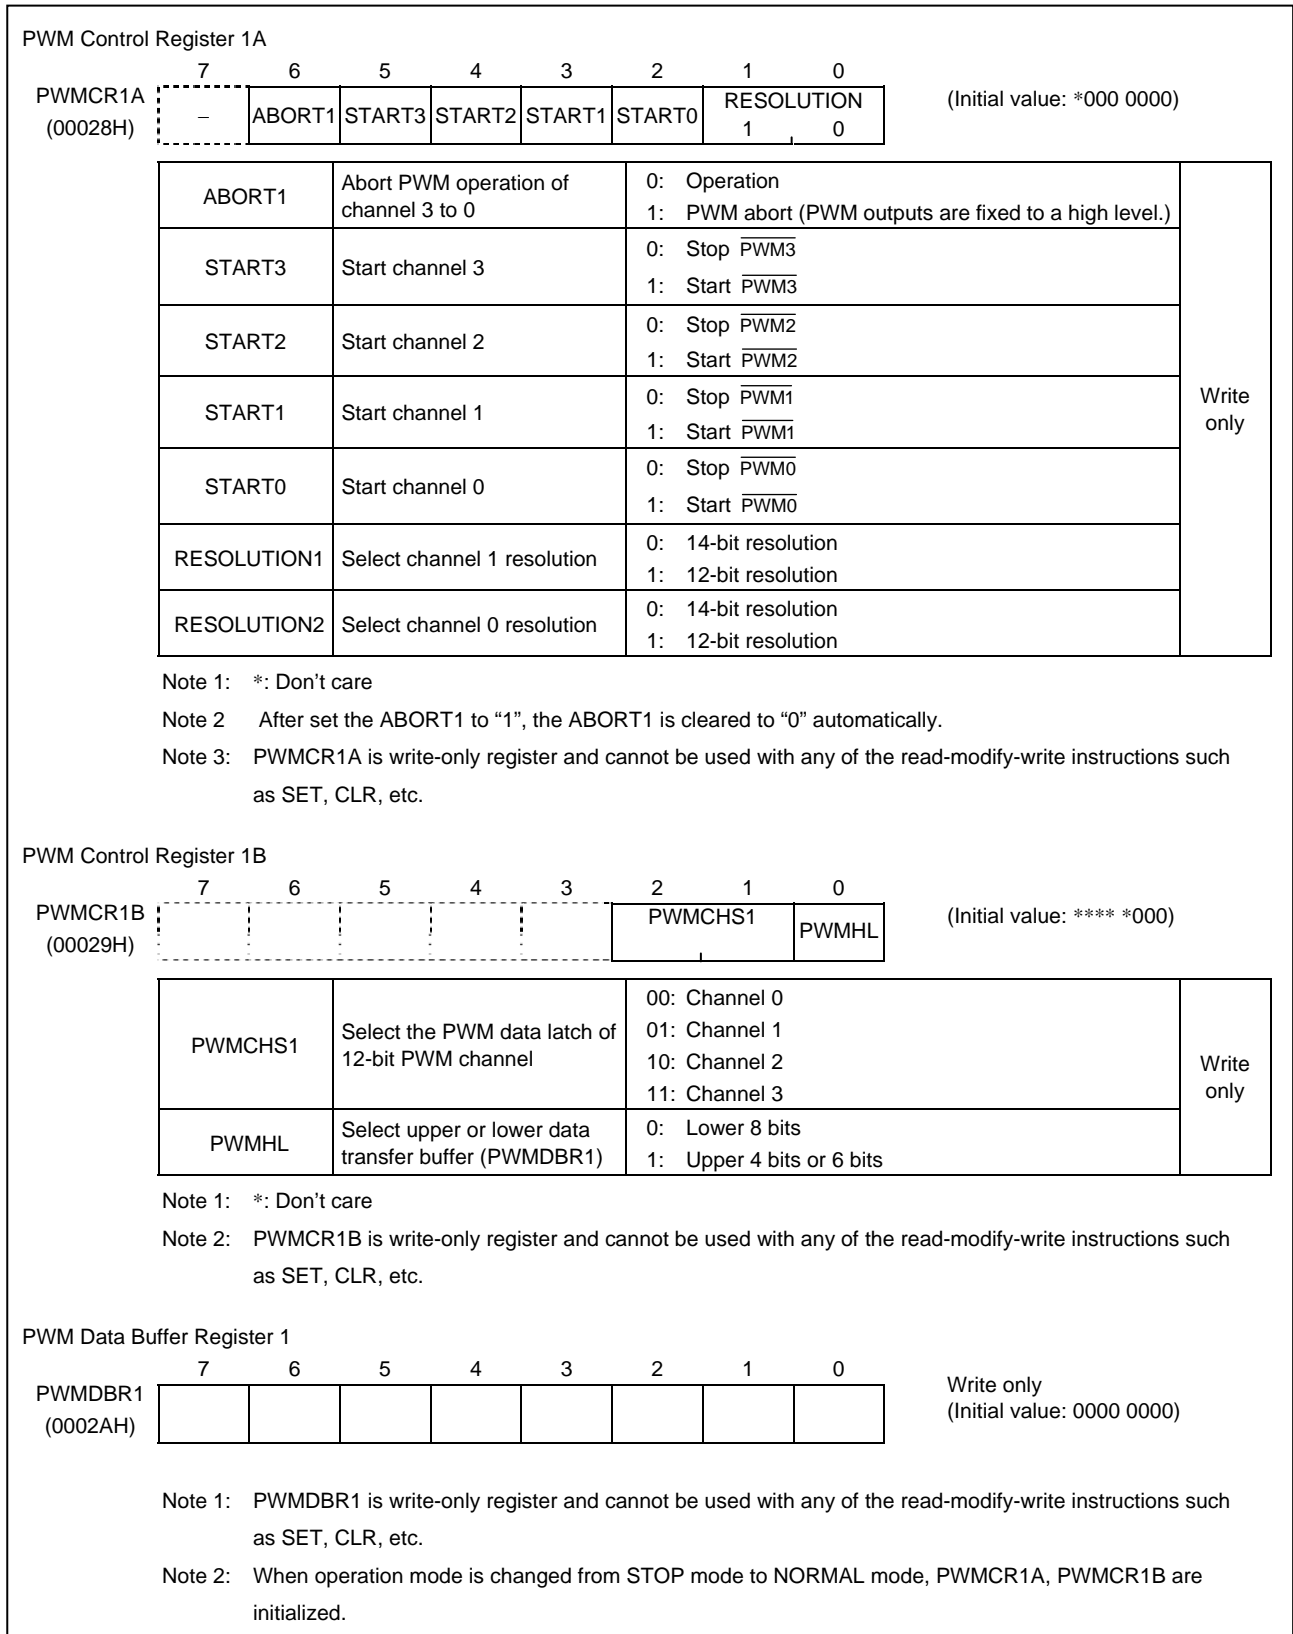 PWM Control Register 1A
7 6 5 4 3 2 1 0
PWMCR1A
(00028H)
– ABORT1 START3 START2 START1 START0 RESOLUTION
1 0
(Initial value: *000 0000)
ABORT1
Abort PWM operation of
channel 3 to 0
0: Operation
1: PWM abort (PWM outputs are fixed to a high level.)
START3
Start channel 3
0: Stop PWM3
1: Start PWM3
START2
Start channel 2
0: Stop PWM2
1: Start PWM2
START1
Start channel 1
0: Stop PWM1
1: Start PWM1
START0
Start channel 0
0: Stop PWM0
1: Start PWM0
RESOLUTION1
Select channel 1 resolution
0: 14-bit resolution
1: 12-bit resolution
RESOLUTION2
Select channel 0 resolution
0: 14-bit resolution
1: 12-bit resolution
Write
only
Note 1: *: Don't care
Note 2 After set the ABORT1 to “1”, the ABORT1 is cleared to “0” automatically.
Note 3: PWMCR1A is write-only register and cannot be used with any of the read-modify-write instructions such
as SET, CLR, etc.
PWM Control Register 1B
7 6 5 4 3 2 1 0
PWMCR1B
(00029H)
PWMCHS1 PWMHL
(Initial value: **** *000)
PWMCHS1
Select the PWM data latch of
12-bit PWM channel
00: Channel 0
01: Channel 1
10: Channel 2
11: Channel 3
PWMHL
Select upper or lower data
transfer buffer (PWMDBR1)
0: Lower 8 bits
1: Upper 4 bits or 6 bits
Write
only
Note 1: *: Don't care
Note 2: PWMCR1B is write-only register and cannot be used with any of the read-modify-write instructions such
as SET, CLR, etc.
PWM Data Buffer Register 1
7 6 5 4 3 2 1 0
PWMDBR1
(0002AH)
Write only
(Initial value: 0000 0000)
Note 1: PWMDBR1 is write-only register and cannot be used with any of the read-modify-write instructions such
as SET, CLR, etc.
Note 2: When operation mode is changed from STOP mode to NORMAL mode, PWMCR1A, PWMCR1B are
initialized.